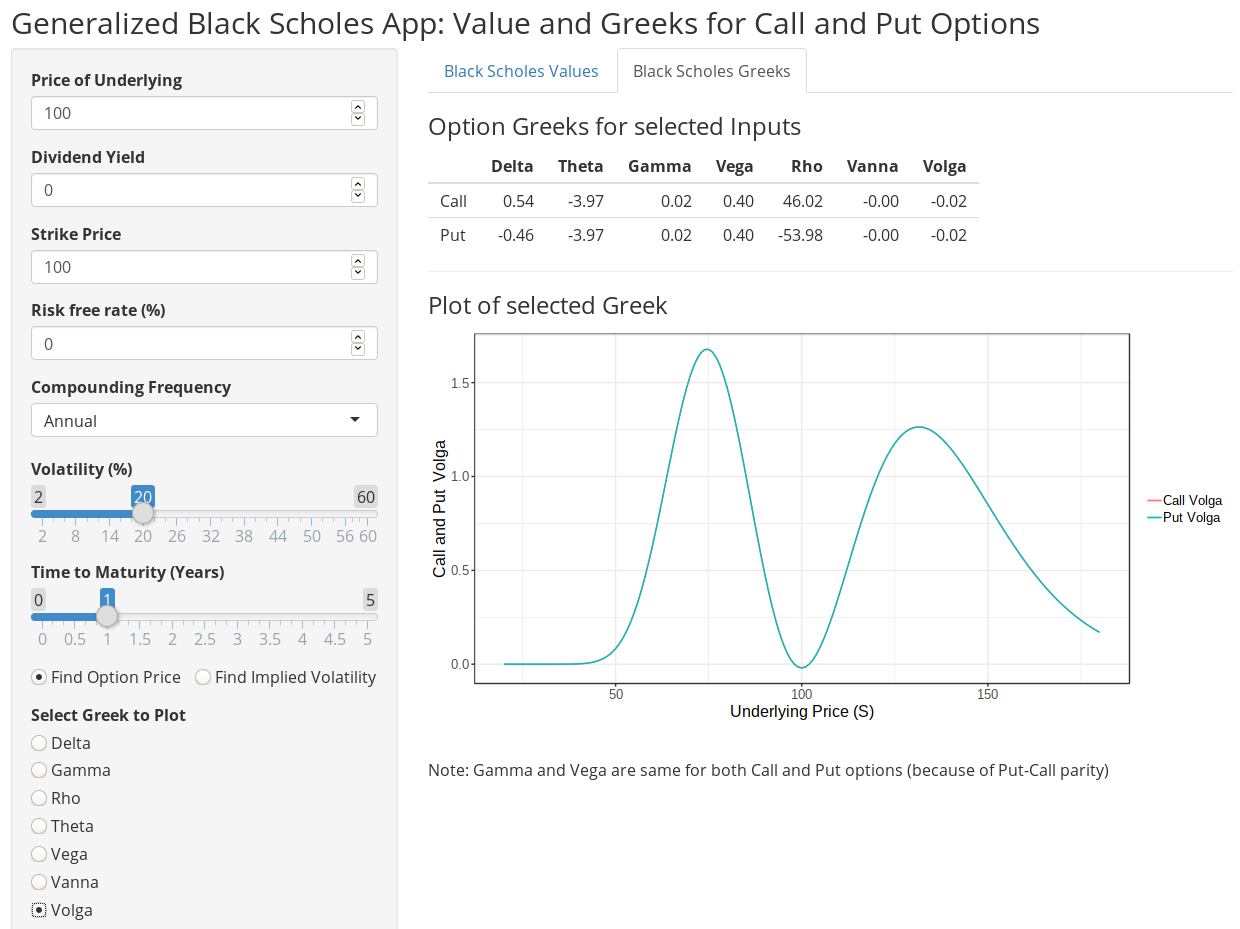 Generalized Black Scholes App: Value and Greeks for Call and Put Options
Price of Underlying
100
Dividend Yield
0
Strike Price
100
Risk free rate (%)
0
Compounding Frequency
Annual
Volatility (%)
2 20 60
2 8 14 20 26 32 38 44 50 56 60
Time to Maturity (Years)
0 1 5
0 0.5 1 1.5 2 2.5 3 3.5 4 4.5 5
Find Option Price Find Implied Volatility
Select Greek to Plot
Delta
Gamma
Rho
Theta
Vega
Vanna
Volga
Black Scholes Values Black Scholes Greeks
Option Greeks for selected Inputs
Delta Theta Gamma Vega Rho Vanna Volga
Call 0.54 -3.97 0.02 0.40 46.02 -0.00 -0.02
Put -0.46 -3.97 0.02 0.40 -53.98 -0.00 -0.02
Plot of selected Greek
Call and Put Volga
1.5
1.0
0.5
0.0
50 100 150
Underlying Price (S)
Call Volga
Put Volga
Note: Gamma and Vega are same for both Call and Put options (because of Put-Call parity)